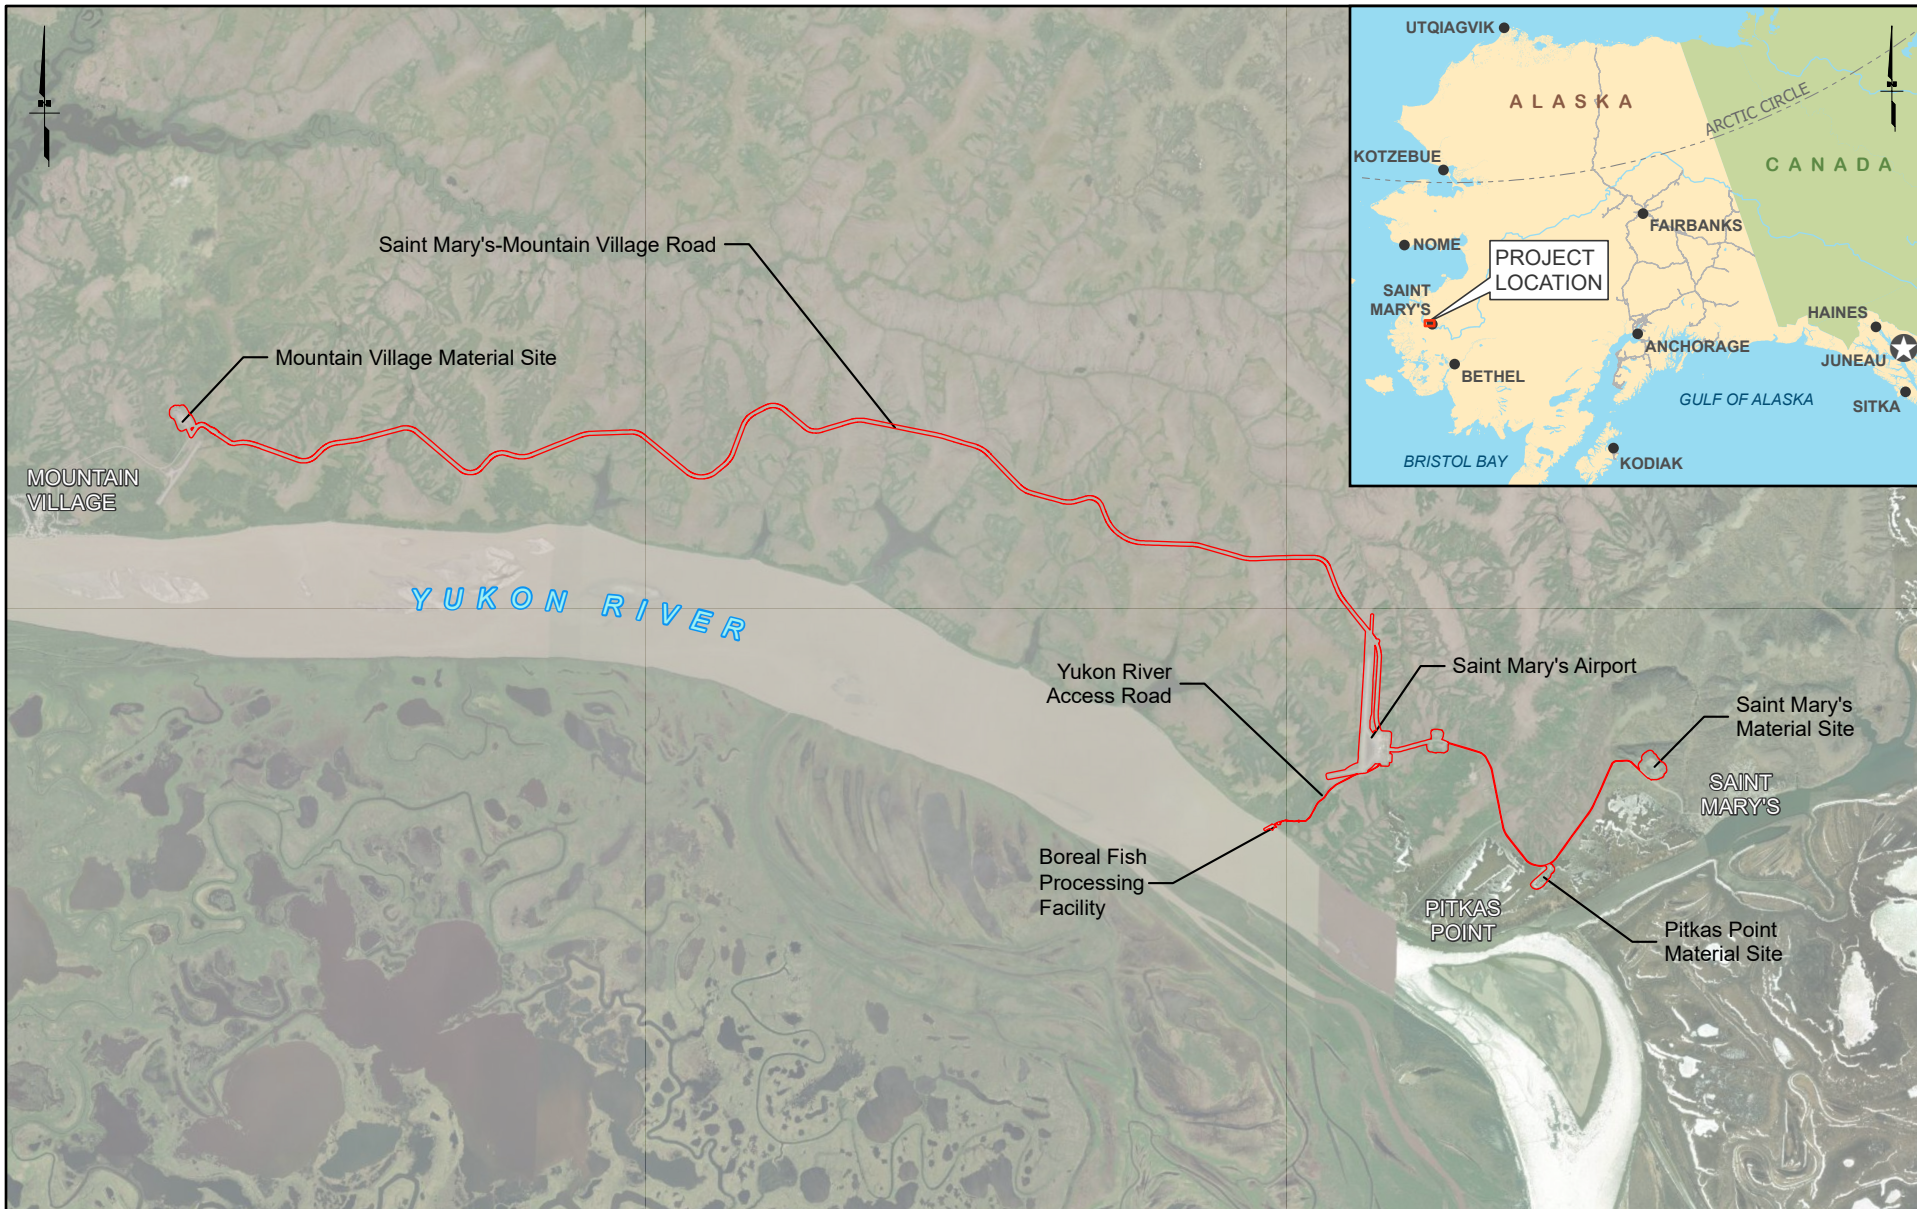 UTQIAGVIK
ALASKA
ARCTIC CIRCLE
CANADA
KOTZEBUE
FAIRBANKS
NOME
PROJECT
LOCATION
SAINT
MARY'S
HAINES
ANCHORAGE
JUNEAU
BETHEL
GULF OF ALASKA
SITKA
BRISTOL BAY
KODIAK
Saint Mary's-Mountain Village Road
Mountain Village Material Site
MOUNTAIN
VILLAGE
YUKON RIVER
Yukon River
Access Road
Saint Mary's Airport
Saint Mary's
Material Site
SAINT
MARY'S
Boreal Fish
Processing
Facility
PITKAS
POINT
Pitkas Point
Material Site